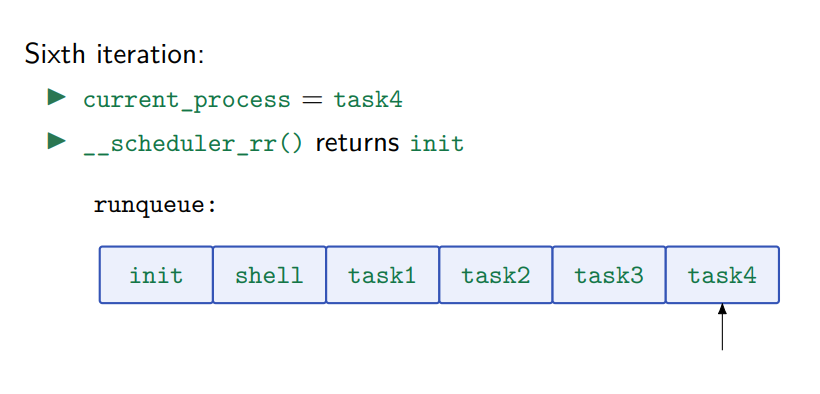 Sixth iteration:
▶ current_process = task4
▶ __scheduler_rr() returns init
runqueue:
init shell task1 task2 task3 task4